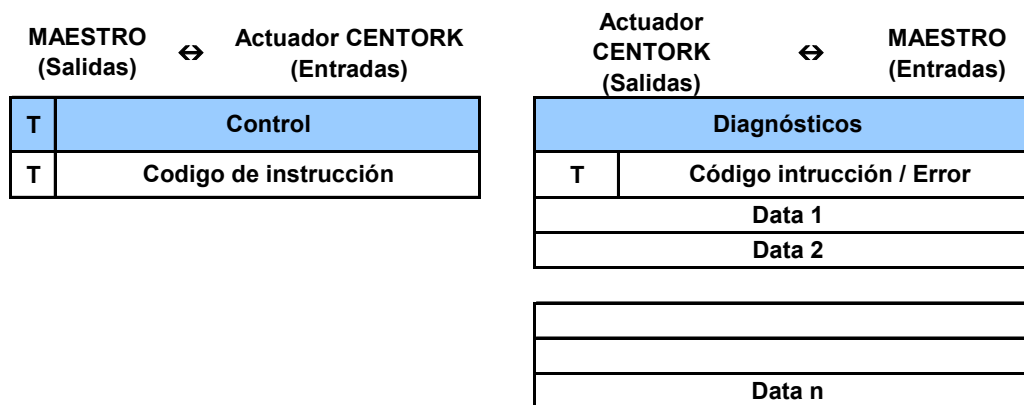 MAESTRO
(Salidas)
↔
Actuador CENTORK
(Entradas)
T
Control
T
Codigo de instrucción
Actuador
CENTORK
(Salidas)
↔
MAESTRO
(Entradas)
Diagnósticos
T
Código intrucción / Error
Data 1
Data 2
Data n